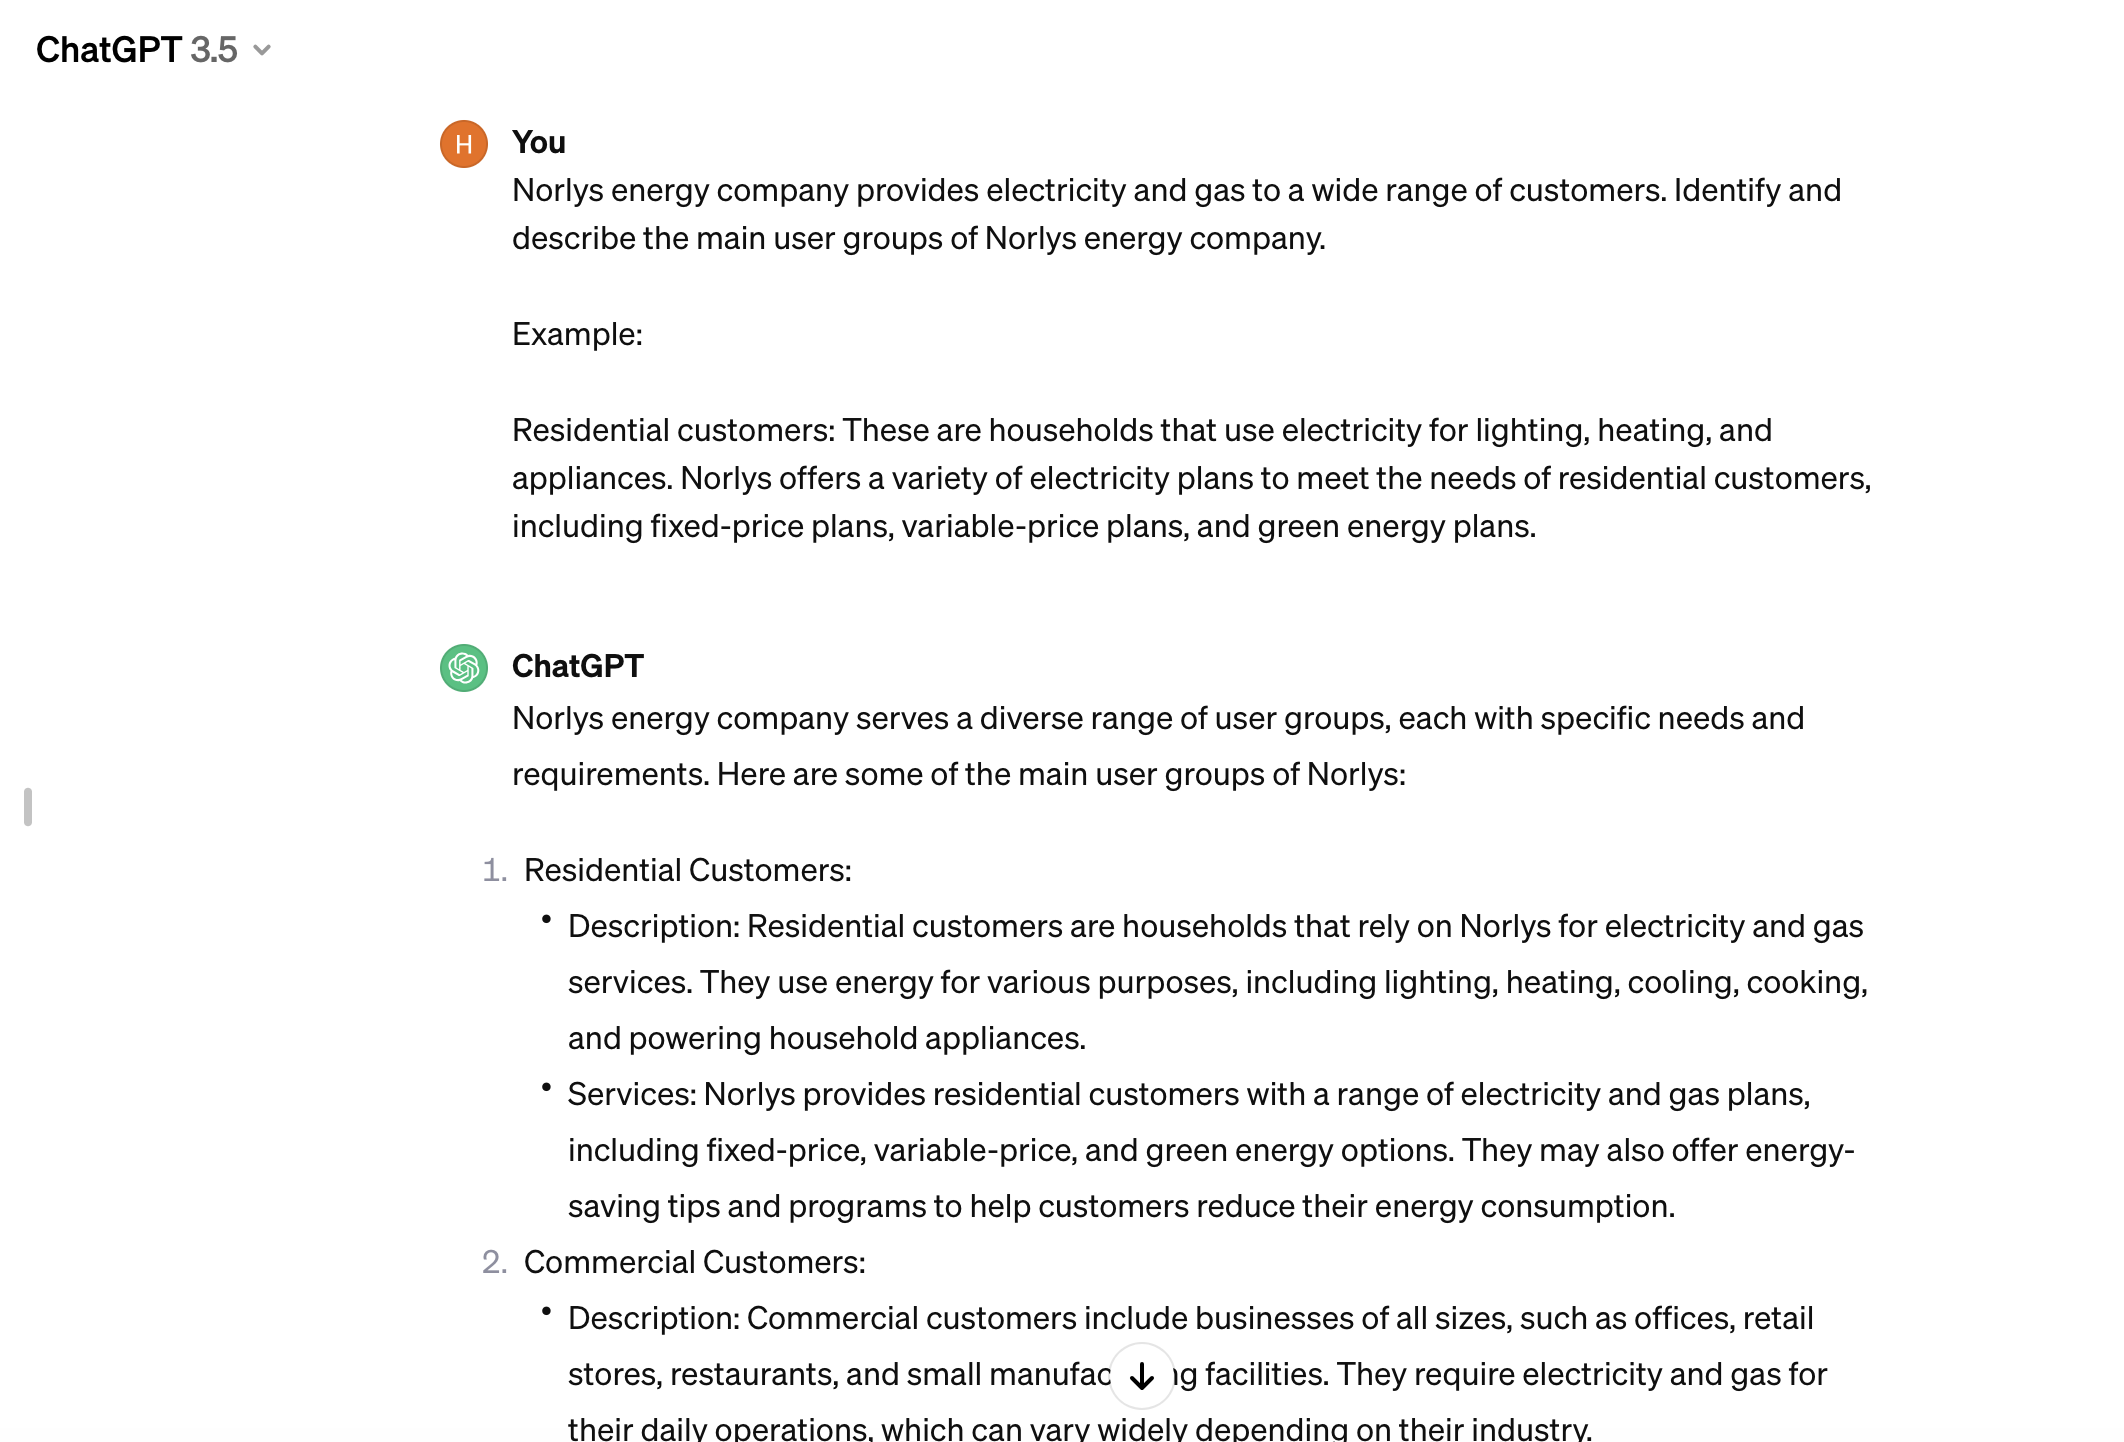 ChatGPT 3.5
H
You
Norlys energy company provides electricity and gas to a wide range of customers. Identify and
describe the main user groups of Norlys energy company.
Example:
Residential customers: These are households that use electricity for lighting, heating, and
appliances. Norlys offers a variety of electricity plans to meet the needs of residential customers,
including fixed-price plans, variable-price plans, and green energy plans.
ChatGPT
Norlys energy company serves a diverse range of user groups, each with specific needs and
requirements. Here are some of the main user groups of Norlys:
1. Residential Customers:
• Description: Residential customers are households that rely on Norlys for electricity and gas
services. They use energy for various purposes, including lighting, heating, cooling, cooking,
and powering household appliances.
• Services: Norlys provides residential customers with a range of electricity and gas plans,
including fixed-price, variable-price, and green energy options. They may also offer energy-
saving tips and programs to help customers reduce their energy consumption.
2. Commercial Customers:
• Description: Commercial customers include businesses of all sizes, such as offices, retail
stores, restaurants, and small facilities. They require electricity and gas for
their daily operations, which can vary widely depending on their industry.